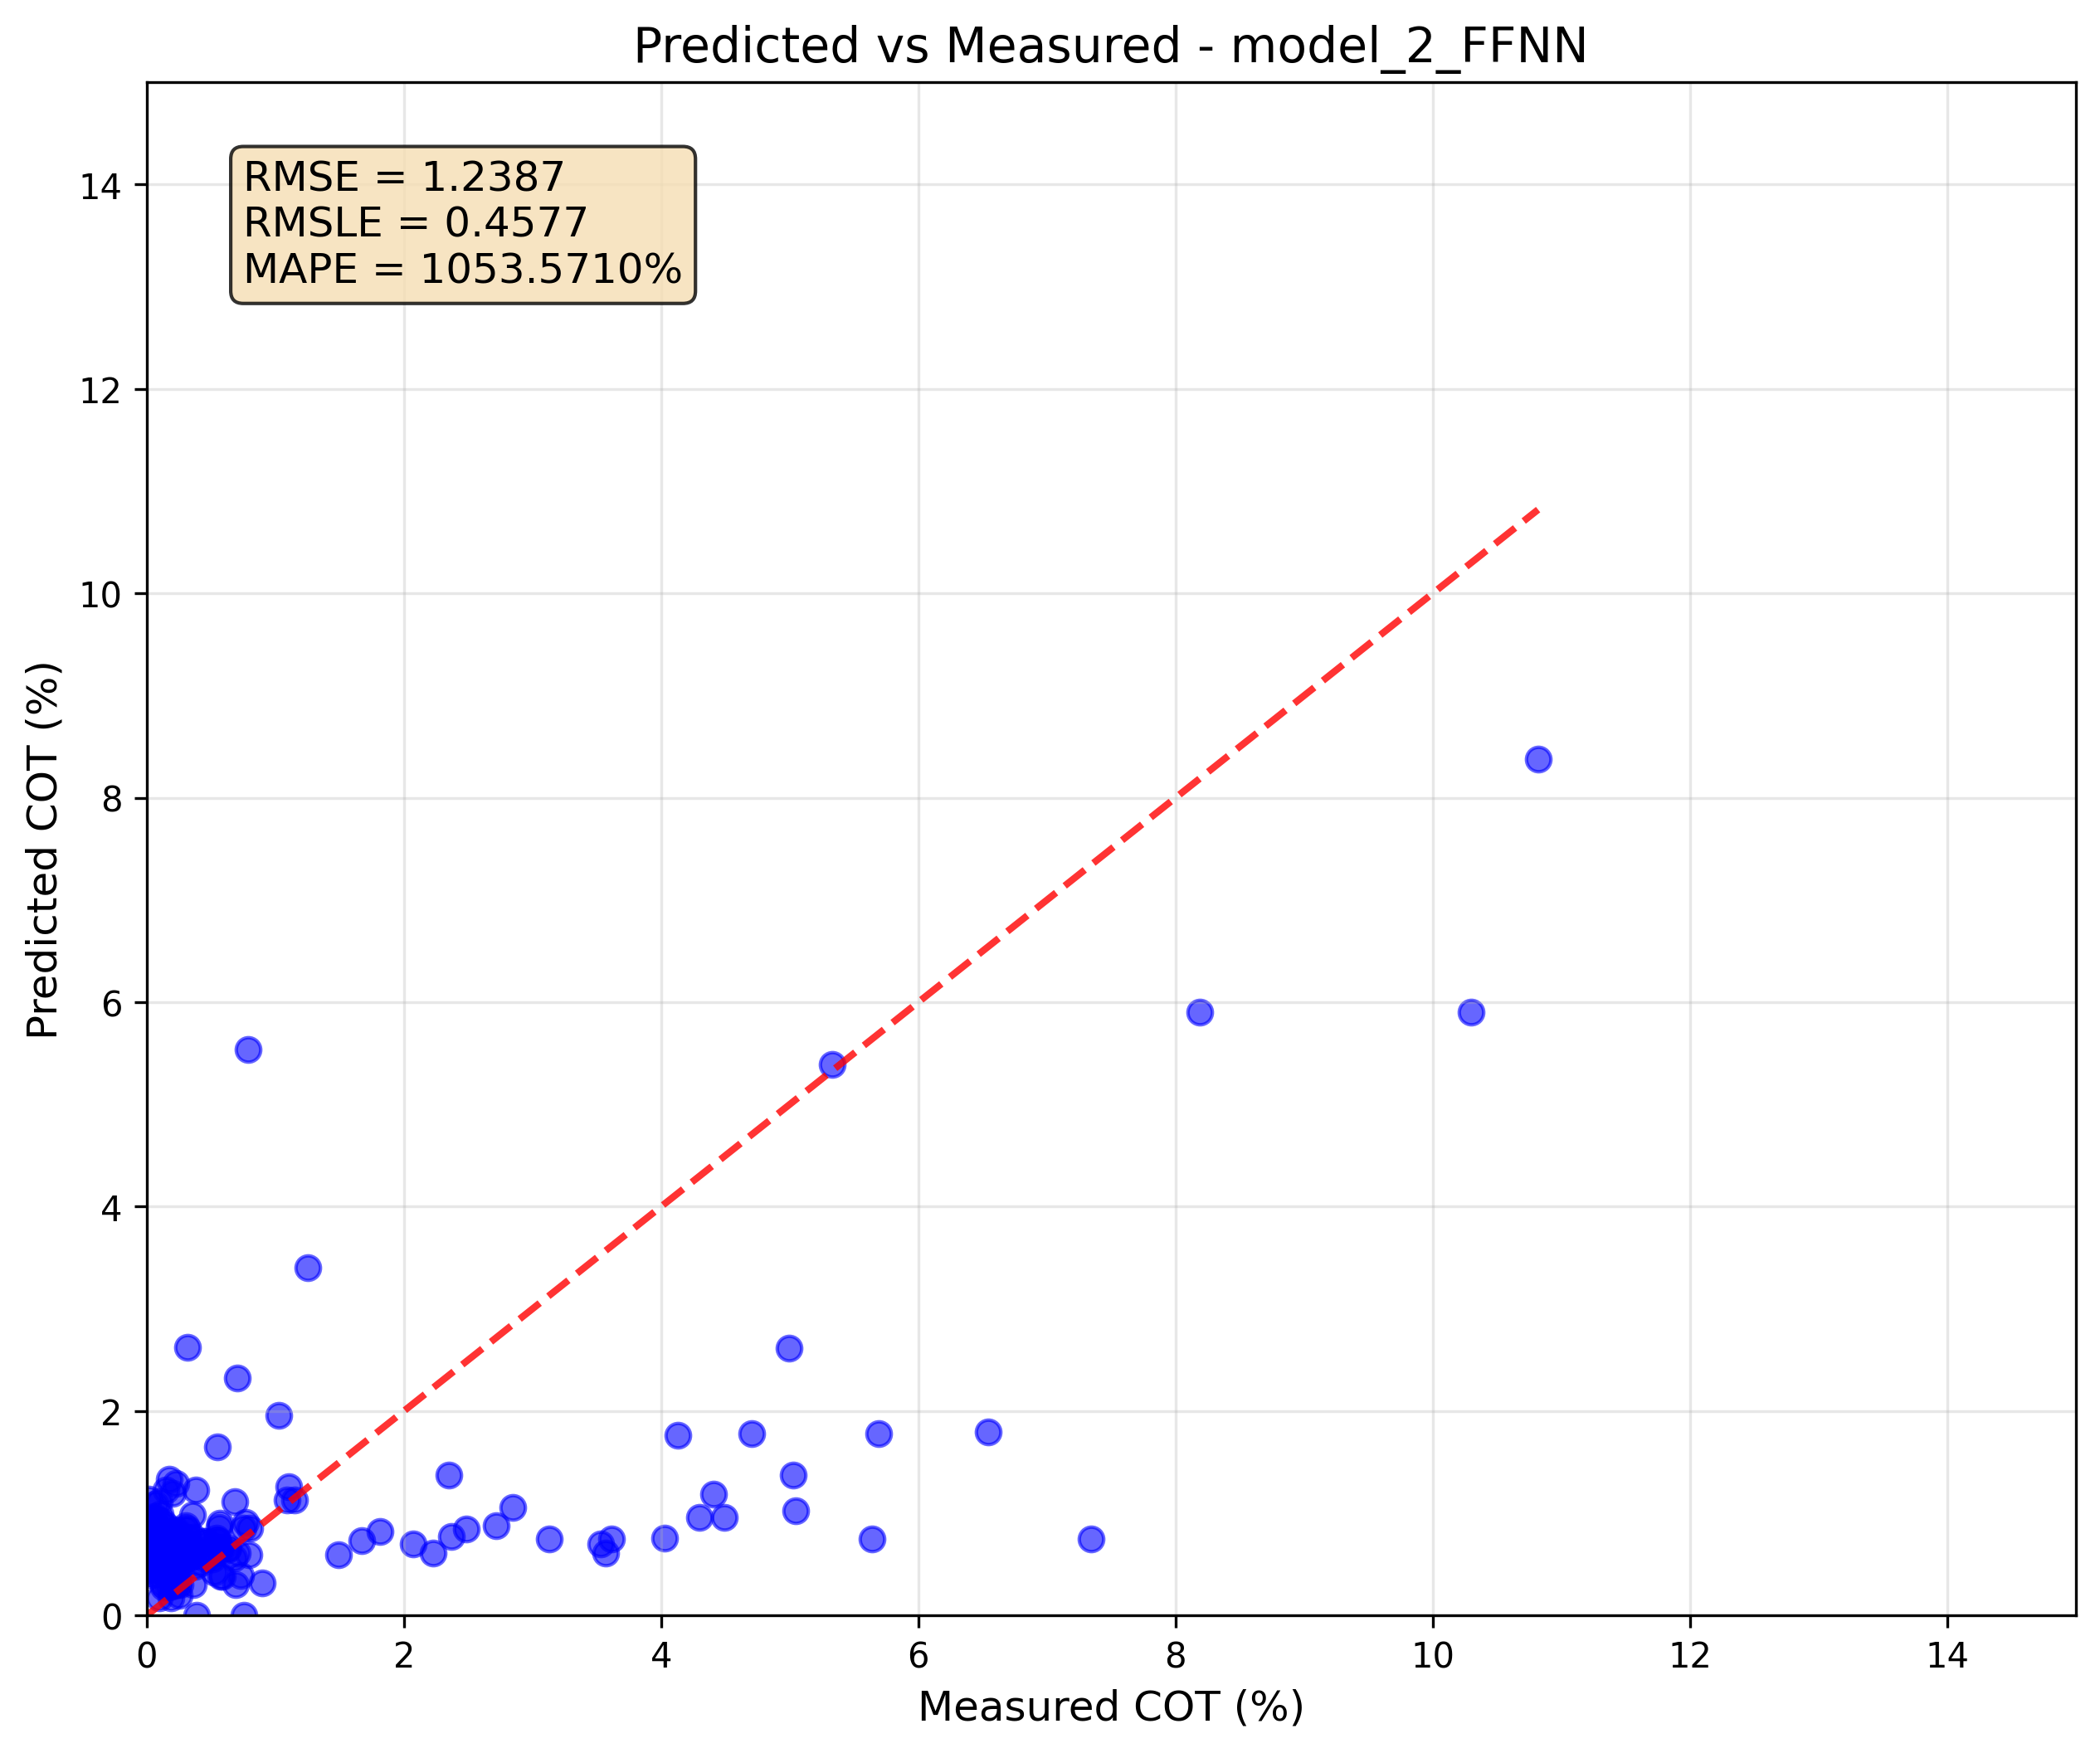 Predicted vs Measured - model_2_FFNN
RMSE = 1.2387
RMSLE = 0.4577
MAPE = 1053.5710%
Predicted COT (%)
14
12
10
8
6
4
2
0
0 2 4 6 8 10 12 14
Measured COT (%)